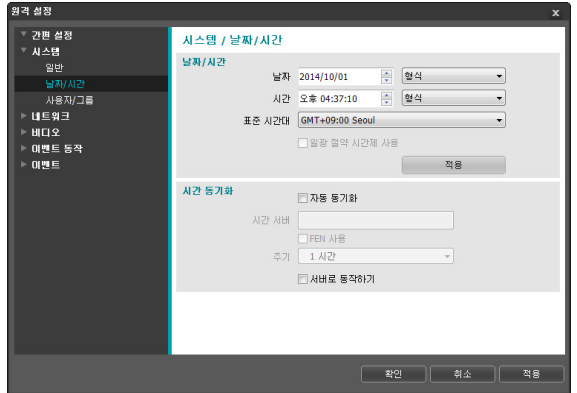 원격 설정
x
간편 설정
시스템
일반
날짜/시간
사용자/그룹
네트워크
비디오
이벤트 동작
이벤트
시스템 / 날짜/시간
날짜/시간
날짜 2014/10/01 형식
시간 오후 04:37:10 형식
표준 시간대 GMT+09:00 Seoul
일광 절약 시간제 사용
적용
시간 동기화
자동 동기화
시간 서버
FEN 사용
주기 1 시간
서버로 동작하기
확인 취소 적용